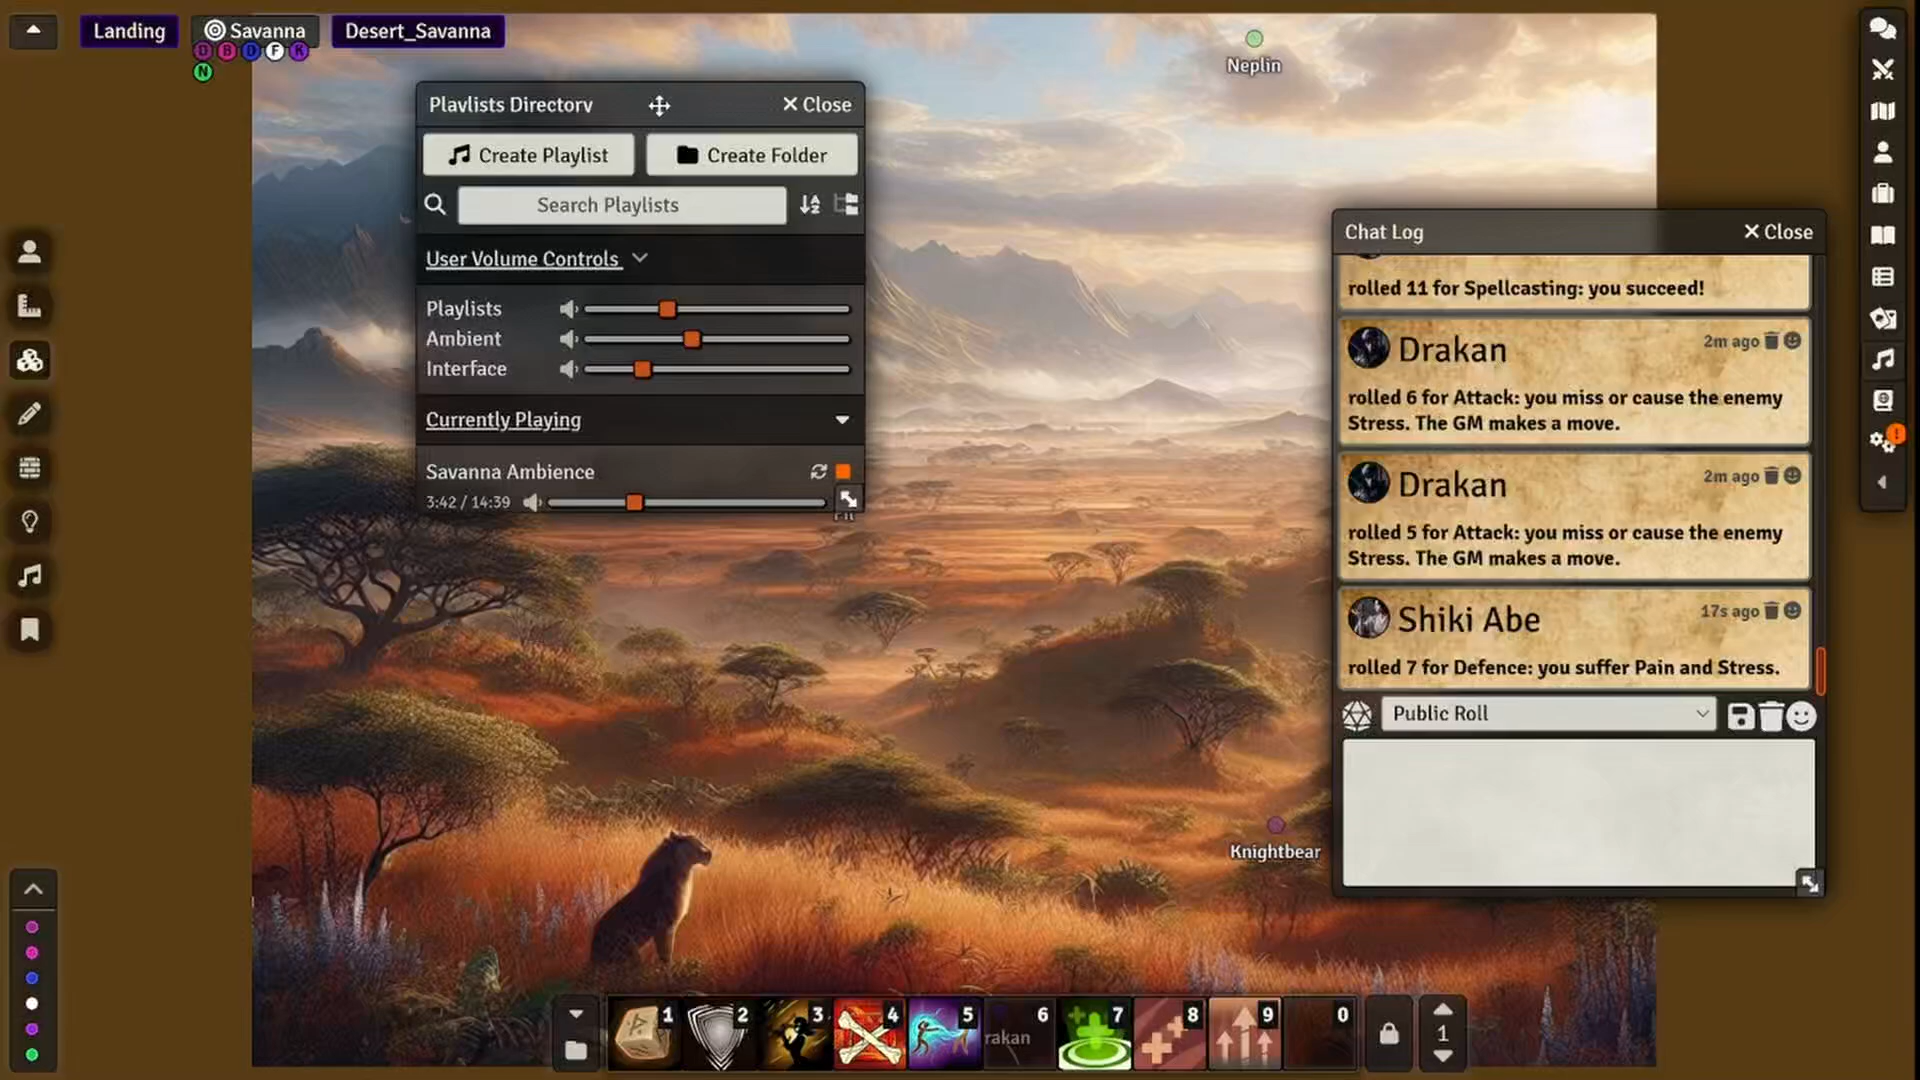 Landing
Savanna
Desert_Savanna
D B D F K
N
Neplin
Playlists Directory
Close
Create Playlist
Create Folder
Search Playlists
User Volume Controls
Playlists
Ambient
Interface
Currently Playing
Savanna Ambience
3:42 / 14:39
Chat Log
Close
rolled 11 for Spellcasting: you succeed!
Drakan
2m ago
rolled 6 for Attack: you miss or cause the enemy
Stress. The GM makes a move.
Drakan
2m ago
rolled 5 for Attack: you miss or cause the enemy
Stress. The GM makes a move.
Shiki Abe
17s ago
rolled 7 for Defence: you suffer Pain and Stress.
Public Roll
Knightbear
1 2 3 4 5 6 7 8 9 0
rakan
1